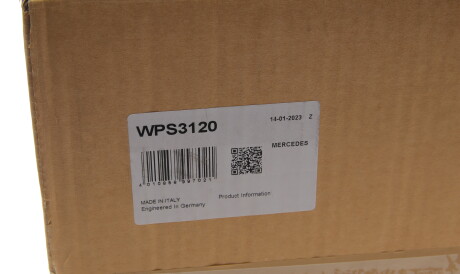 14-01-2023 Z
WPS3120
MERCEDES
Product Information
MADE IN ITALY
Engineered in Germany